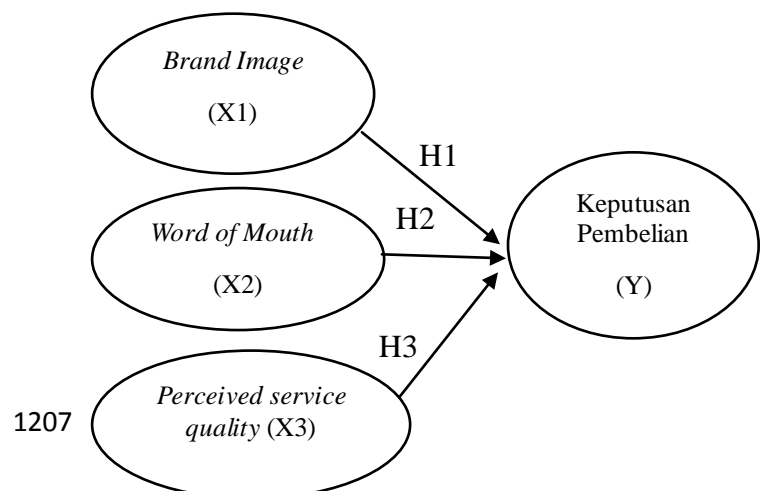 Brand Image
(X1)
H1
Word of Mouth
(X2)
H2
Keputusan
Pembelian
(Y)
H3
Perceived service
quality (X3)
1207